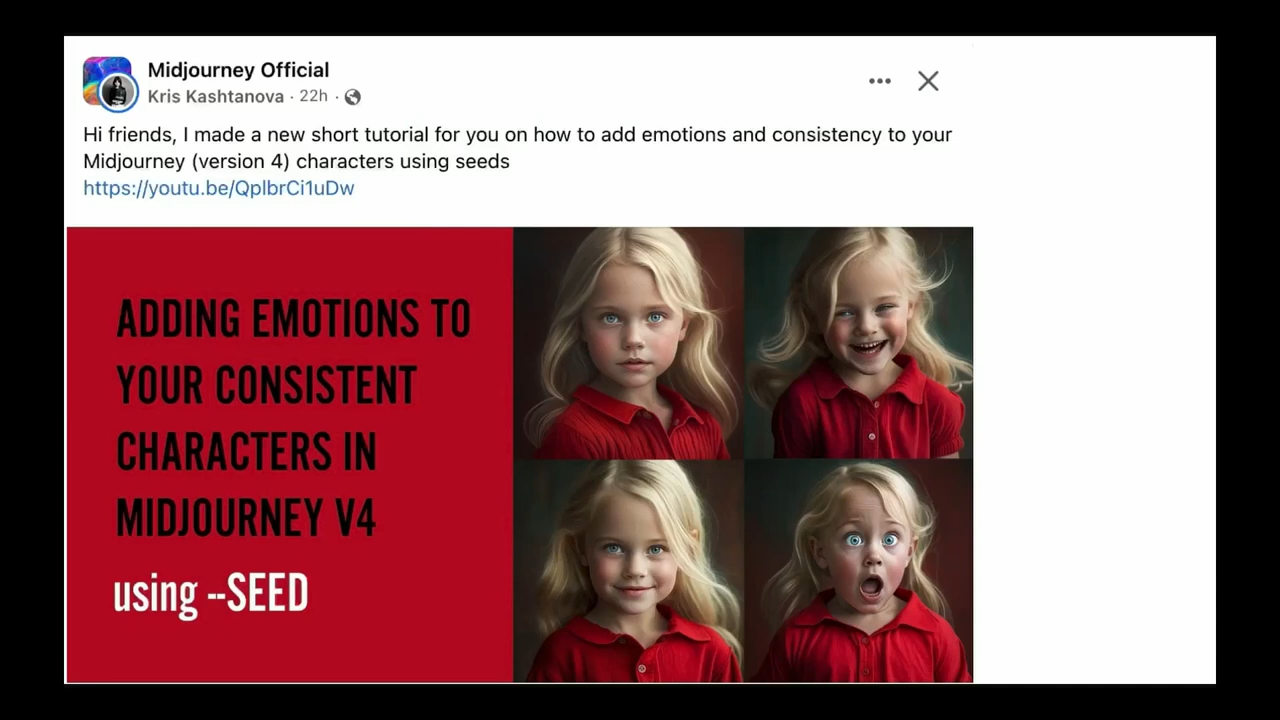 Midjourney Official
Kris Kashtanova · 22h ·
Hi friends, I made a new short tutorial for you on how to add emotions and consistency to your
Midjourney (version 4) characters using seeds
https://youtu.be/QplbrCi1uDw
ADDING EMOTIONS TO
YOUR CONSISTENT
CHARACTERS IN
MIDJOURNEY V4
using --SEED